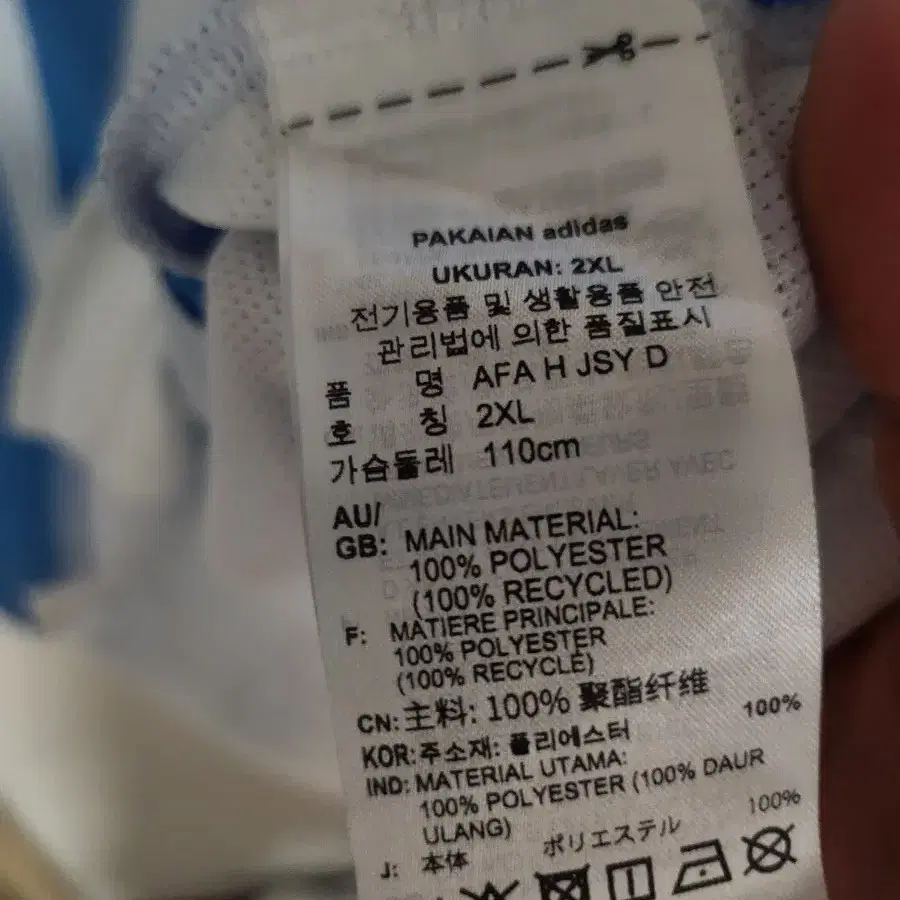 PAKAIAN adidas
UKURAN: 2XL
전기용품 및 생활용품 안전
관리법에 의한 품질표시
품 명 AFA H JSY D
호 칭 2XL
가슴둘레 110cm
AU/
GB: MAIN MATERIAL:
100% POLYESTER
(100% RECYCLED)
F: MATIERE PRINCIPALE:
100% POLYESTER
(100% RECYCLÉ)
CN: 主料: 100% 聚酯纤维
KOR: 주소재: 폴리에스터 100%
IND: MATERIAL UTAMA:
100% POLYESTER (100% DAUR
ULANG)
J: 本体 ポリエステル 100%